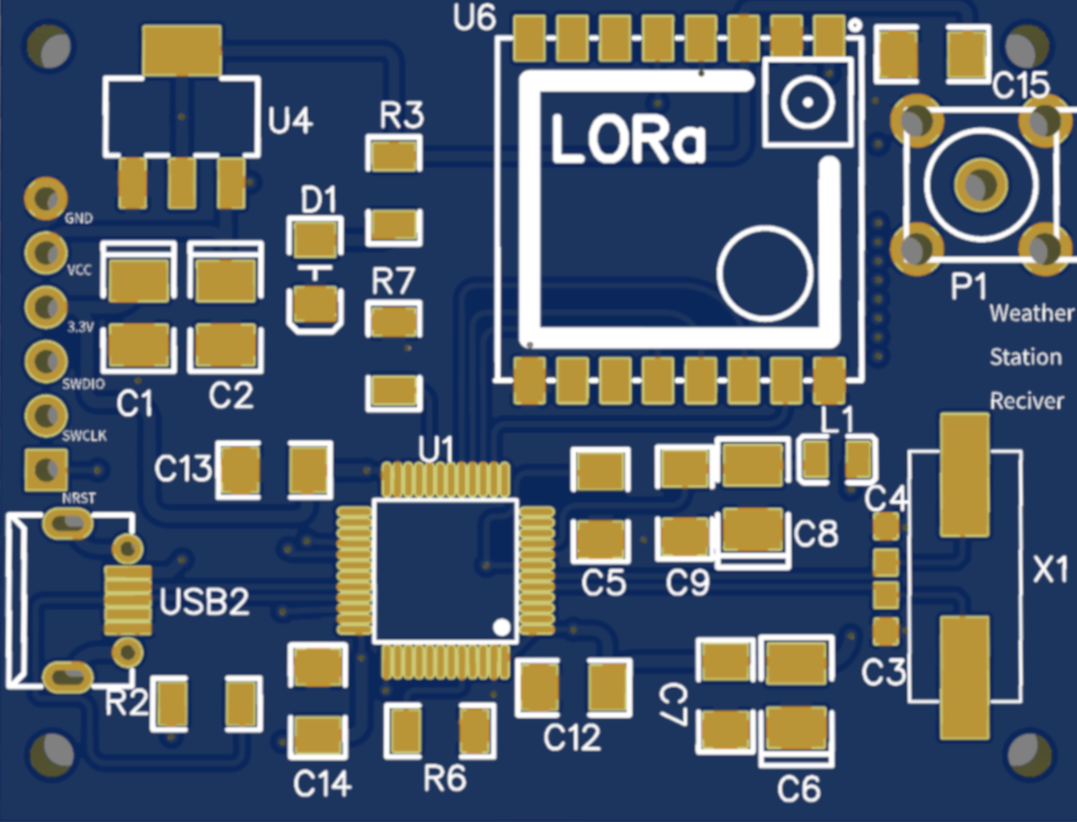 U6
C15
U4
R3
LORa
D1
GND
VCC
R7
P1
3.3V
Weather
Station
Reciver
SWDIO
C1
C2
L1
SWCLK
U1
C13
NRST
C4
C8
X1
C5
C9
USB2
R2
C3
C7
C12
C14
R6
C6